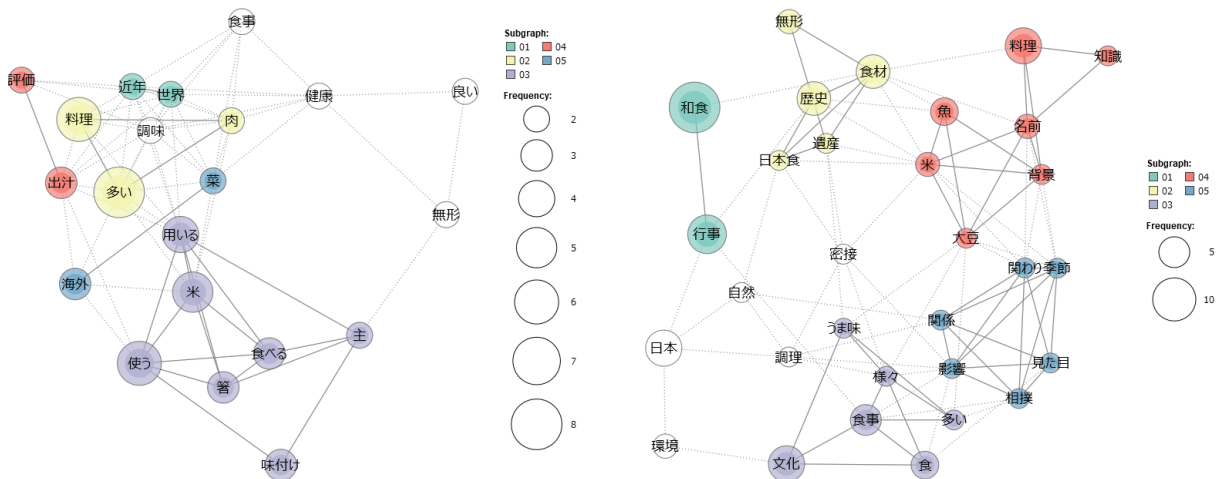 食事
Subgraph:
01 04
02 05
03
評価
近年
世界
健康
良い
Frequency:
料理
調味
肉
2
3
出汁
多い
菜
4
無形
用いる
5
海外
米
6
主
使う
食べる
7
箸
8
味付け
無形
料理
知識
食材
和食
歴史
魚
遺産
名前
日本食
米
背景
Subgraph:
01 04
02 05
03
行事
大豆
密接
Frequency:
5
関わり
季節
自然
10
うま味
関係
日本
調理
影響
見た目
様々
相撲
食事
多い
環境
文化
食